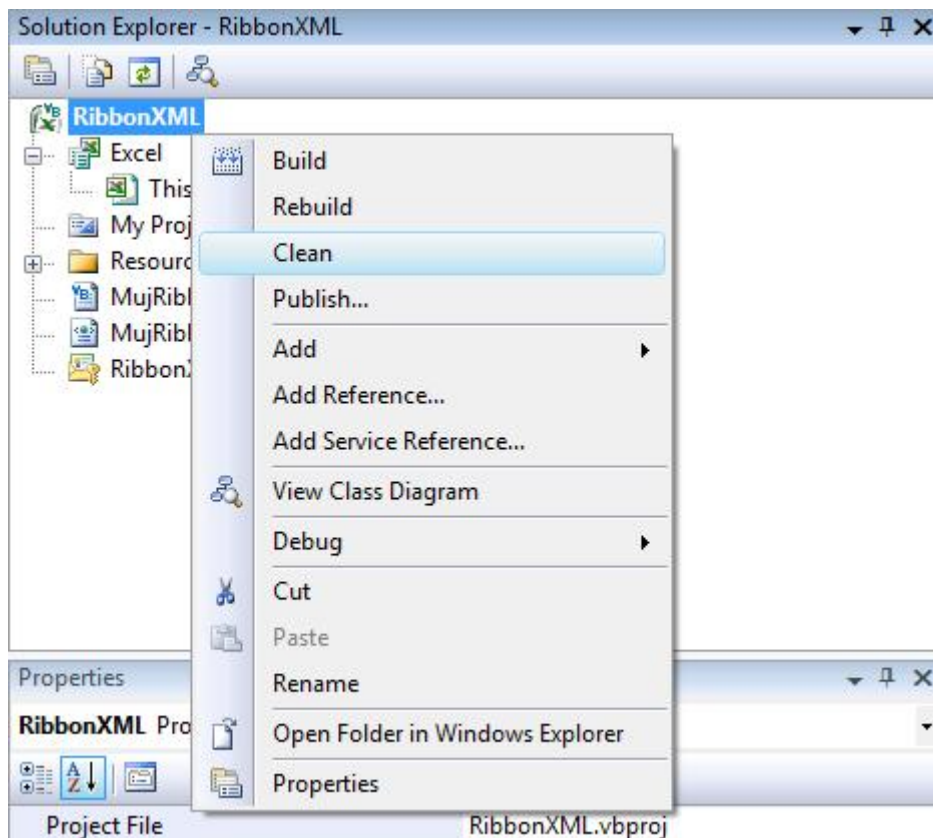 Solution Explorer - RibbonXML
RibbonXML
Excel
This
My Proj
Resourc
MujRibl
MujRibl
Ribbon
Build
Rebuild
Clean
Publish...
Add
Add Reference...
Add Service Reference...
View Class Diagram
Debug
Cut
Paste
Rename
Open Folder in Windows Explorer
Properties
Properties
RibbonXML Pro
Project File RibbonXML.vbproj